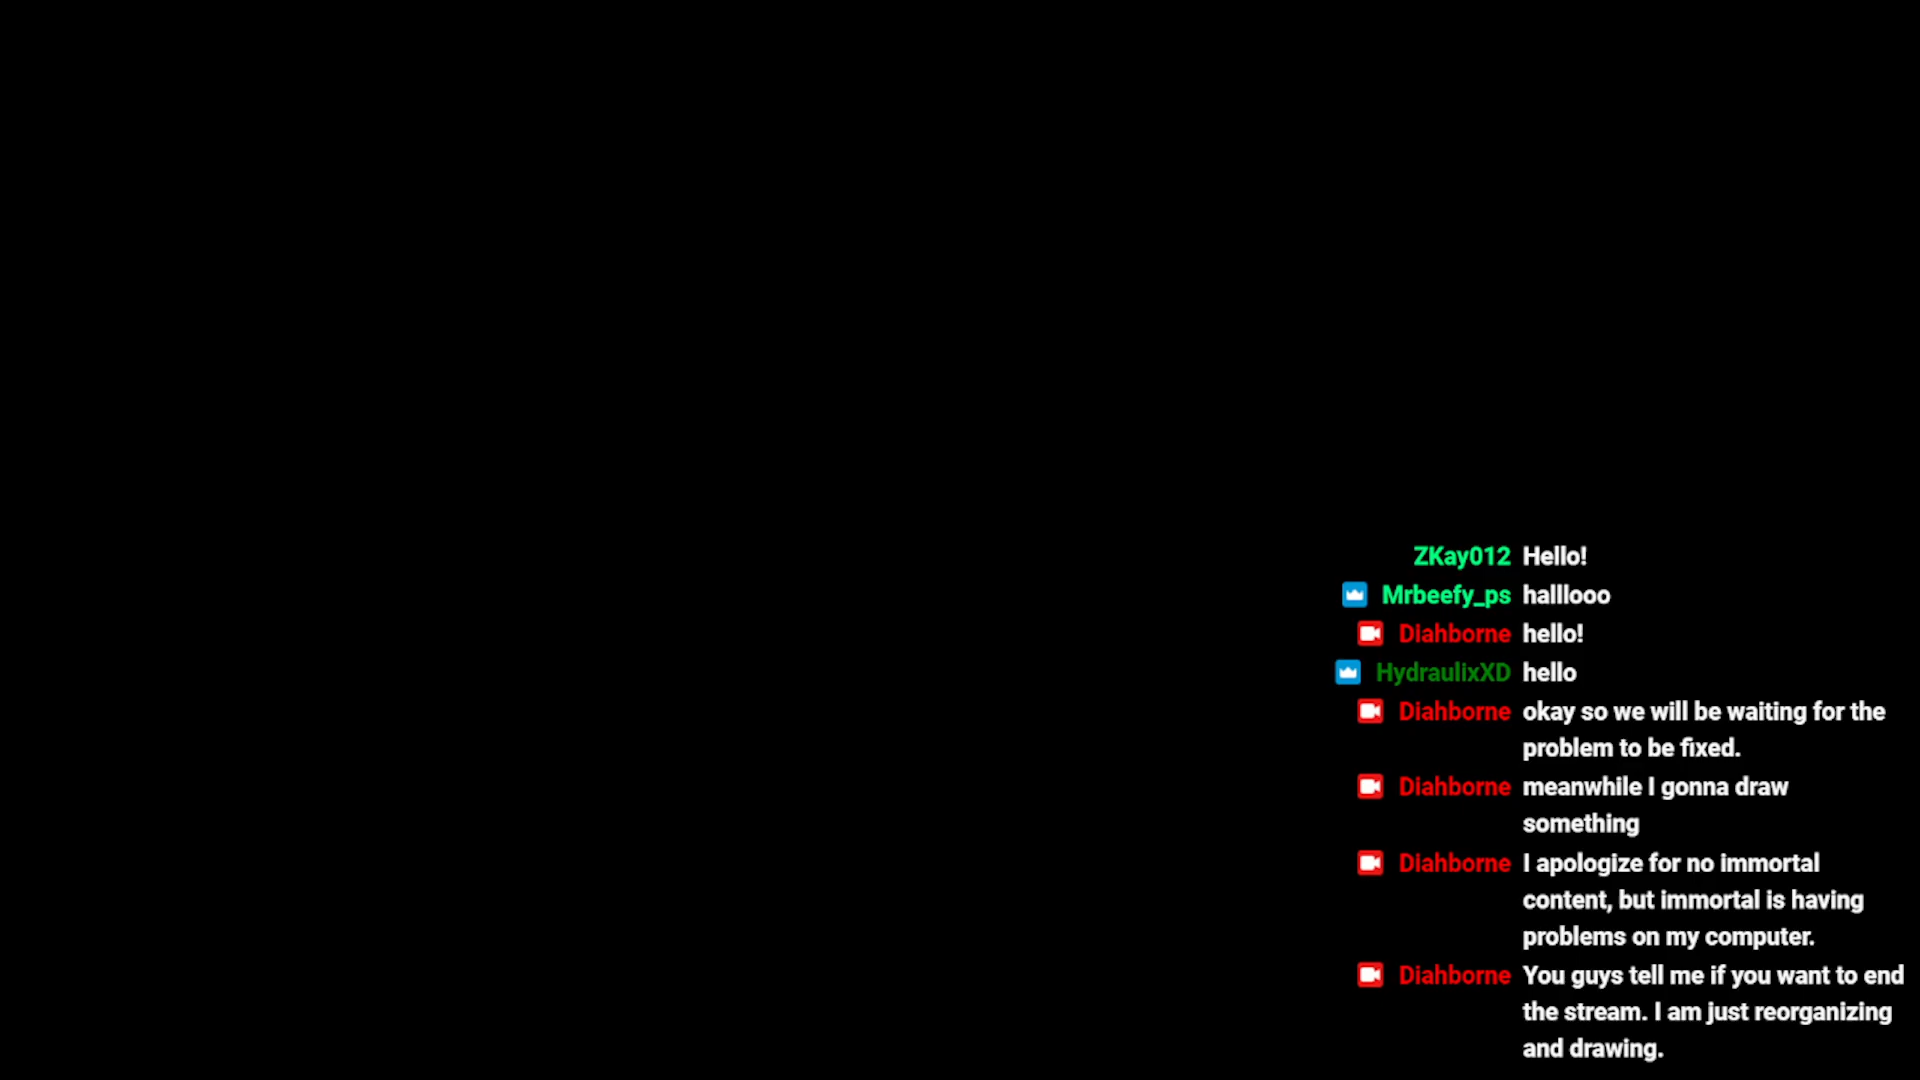 ZKay012 Hello!
Mrbeefy_ps halllooo
Diahborne hello!
HydraulixXD hello
Diahborne okay so we will be waiting for the
problem to be fixed.
Diahborne meanwhile I gonna draw
something
Diahborne I apologize for no immortal
content, but immortal is having
problems on my computer.
Diahborne You guys tell me if you want to end
the stream. I am just reorganizing
and drawing.